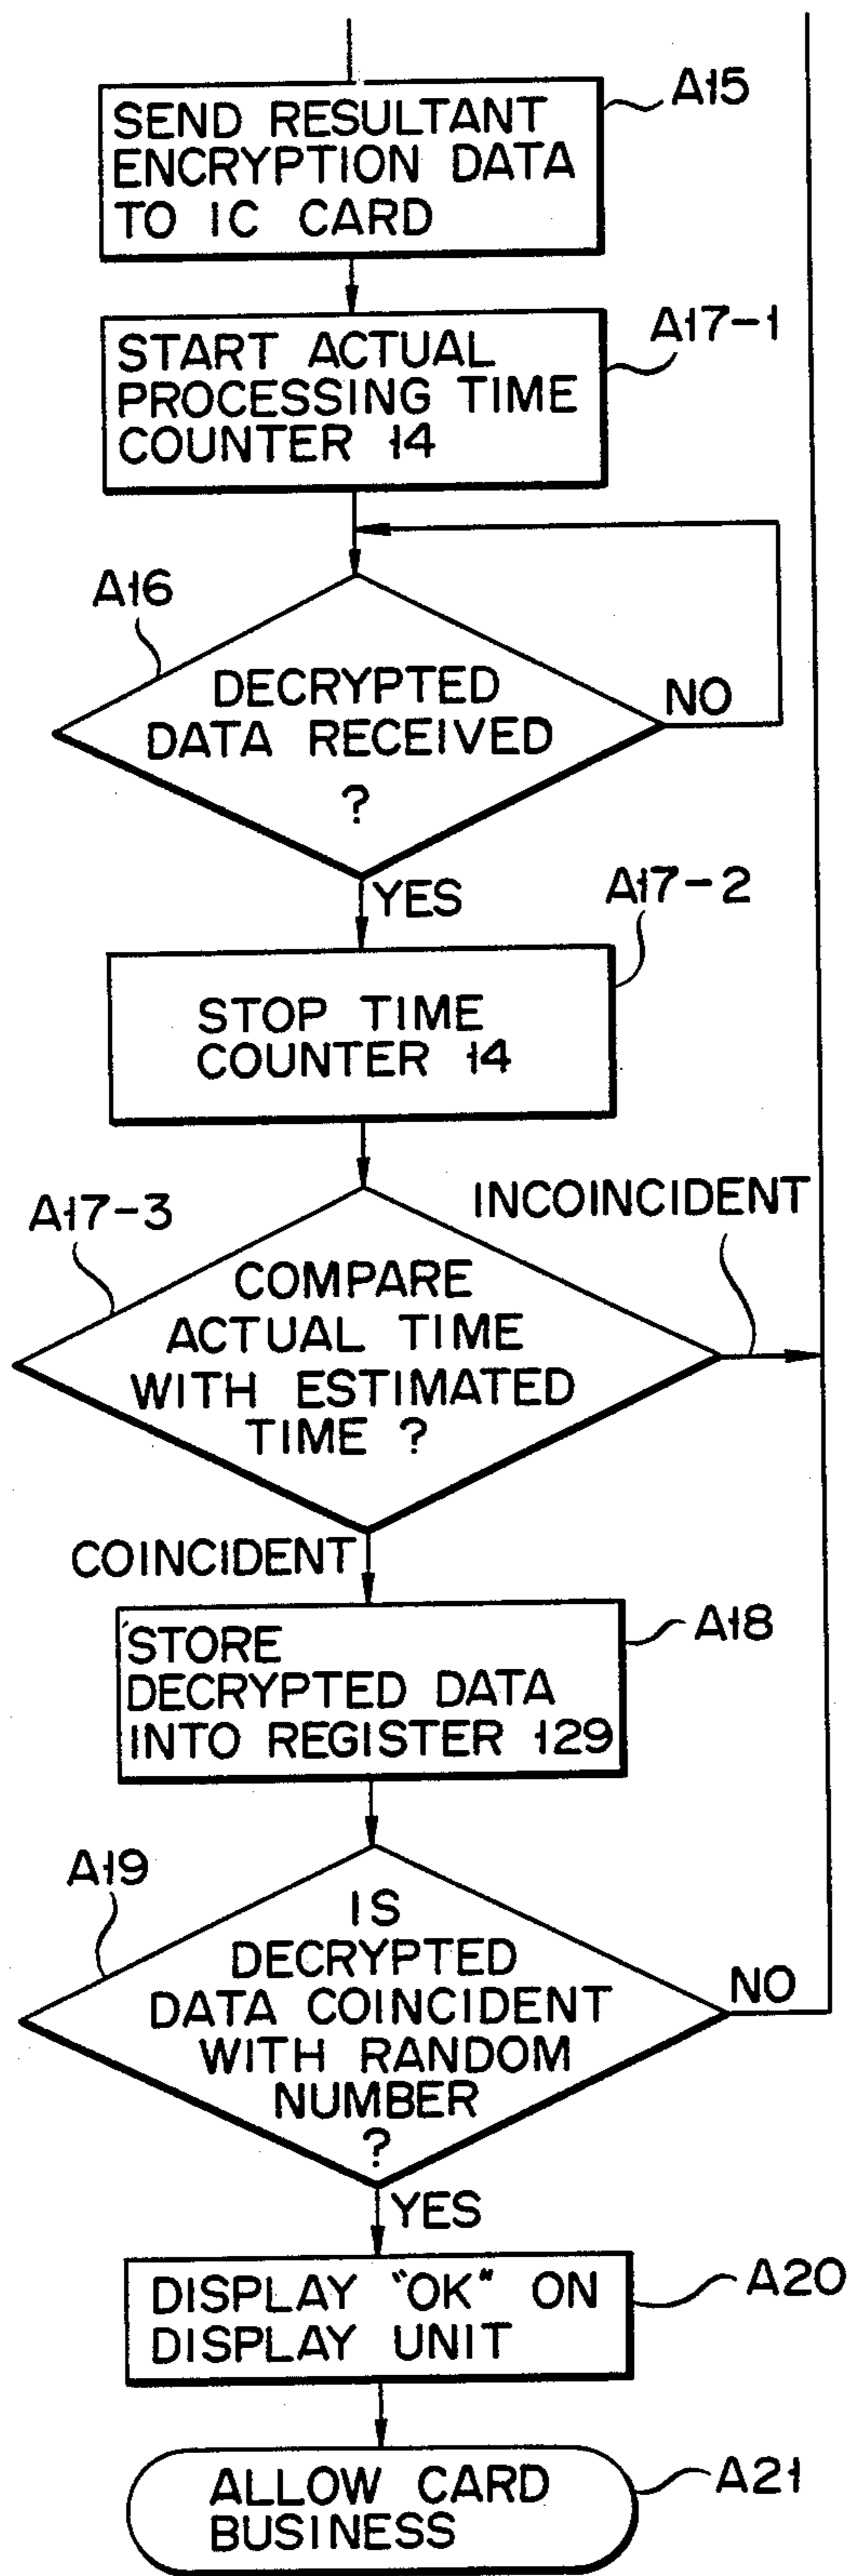 A15
SEND RESULTANT
ENCRYPTION DATA
TO IC CARD
A17-1
START ACTUAL
PROCESSING TIME
COUNTER 14
A16
DECRYPTED
DATA RECEIVED
?
NO
YES
A17-2
STOP TIME
COUNTER 14
A17-3
INCOINCIDENT
COMPARE
ACTUAL TIME
WITH ESTIMATED
TIME ?
COINCIDENT
A18
STORE
DECRYPTED DATA
INTO REGISTER 129
A19
IS
DECRYPTED
DATA COINCIDENT
WITH RANDOM
NUMBER
?
NO
YES
A20
DISPLAY "OK" ON
DISPLAY UNIT
A21
ALLOW CARD
BUSINESS